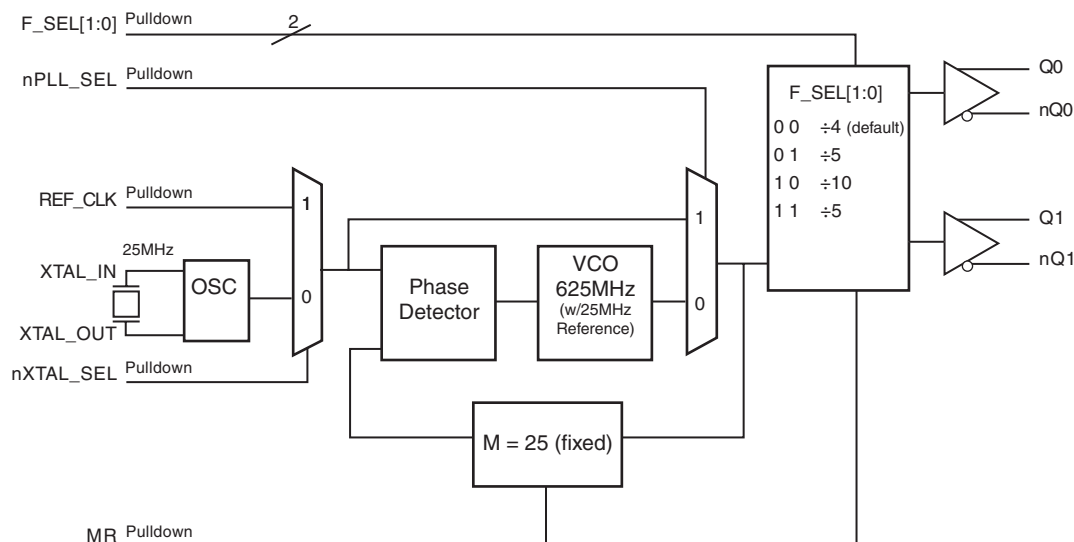 F_SEL[1:0] Pulldown 2
nPLL_SEL Pulldown
REF_CLK Pulldown
1
25MHz
XTAL_IN
OSC
0
XTAL_OUT
nXTAL_SEL Pulldown
Phase
Detector
VCO
625MHz
(w/25MHz
Reference)
1
0
M = 25 (fixed)
F_SEL[1:0]
0 0 ÷4 (default)
0 1 ÷5
1 0 ÷10
1 1 ÷5
Q0
nQ0
Q1
nQ1
MR Pulldown